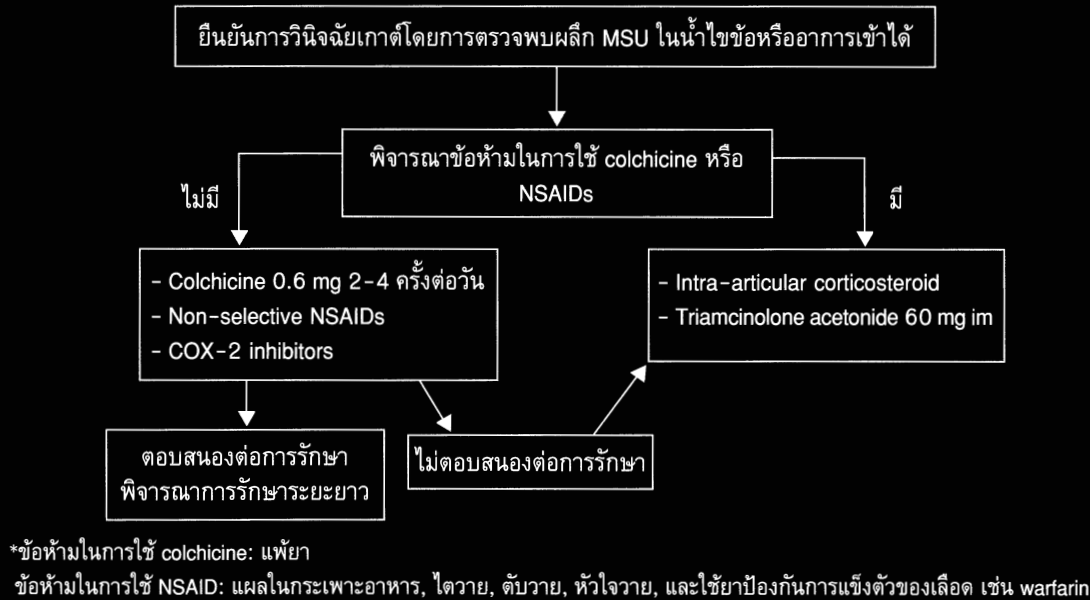 ยืนยันการวินิจฉัยเกาต์โดยการตรวจพบผลึก MSU ในน้ำไขข้อหรืออาการเข้าได้
พิจารณาข้อห้ามในการใช้ colchicine หรือ
NSAIDs
ไม่มี
มี
- Colchicine 0.6 mg 2-4 ครั้งต่อวัน
- Non-selective NSAIDs
- COX-2 inhibitors
- Intra-articular corticosteroid
- Triamcinolone acetonide 60 mg im
ตอบสนองต่อการรักษา
พิจารณาการรักษาระยะยาว
ไม่ตอบสนองต่อการรักษา
*ข้อห้ามในการใช้ colchicine: แพ้ยา
ข้อห้ามในการใช้ NSAID: แผลในกระเพาะอาหาร, ไตวาย, ตับวาย, หัวใจวาย, และใช้ยาป้องกันการแข็งตัวของเลือด เช่น warfarin